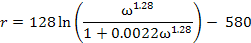 r = 128 ln ( ω^1.28 / (1 + 0.0022ω^1.28) ) − 580